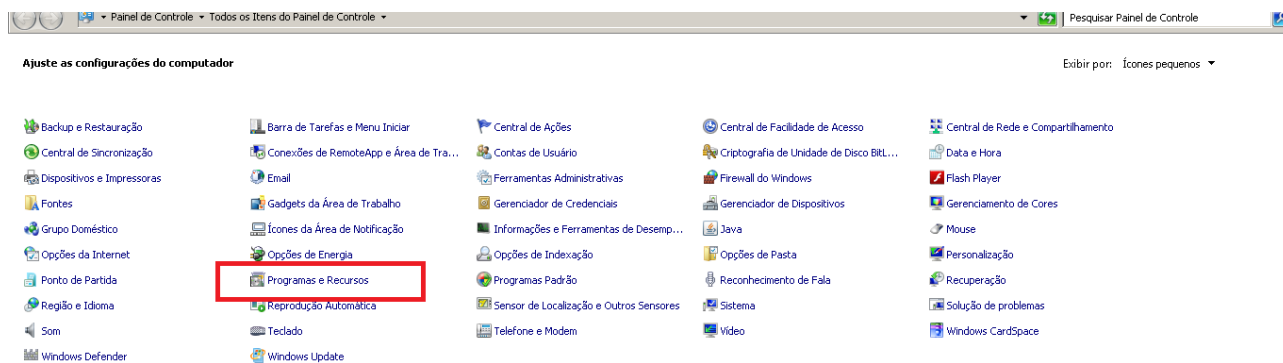 Painel de Controle Todos os Itens do Painel de Controle Pesquisar Painel de Controle
Ajuste as configurações do computador Exibir por: Ícones pequenos
Backup e Restauração Barra de Tarefas e Menu Iniciar Central de Ações Central de Facilidade de Acesso Central de Rede e Compartilhamento
Central de Sincronização Conexões de RemoteApp e Área de Tra... Contas de Usuário Criptografia de Unidade de Disco BitL... Data e Hora
Dispositivos e Impressoras Email Ferramentas Administrativas Firewall do Windows Flash Player
Fontes Gadgets da Área de Trabalho Gerenciador de Credenciais Gerenciador de Dispositivos Gerenciamento de Cores
Grupo Doméstico Ícones da Área de Notificação Informações e Ferramentas de Desemp... Java Mouse
Opções da Internet Opções de Energia Opções de Indexação Opções de Pasta Personalização
Ponto de Partida Programas e Recursos Programas Padrão Reconhecimento de Fala Recuperação
Região e Idioma Reprodução Automática Sensor de Localização e Outros Sensores Sistema Solução de problemas
Som Teclado Telefone e Modem Vídeo Windows CardSpace
Windows Defender Windows Update